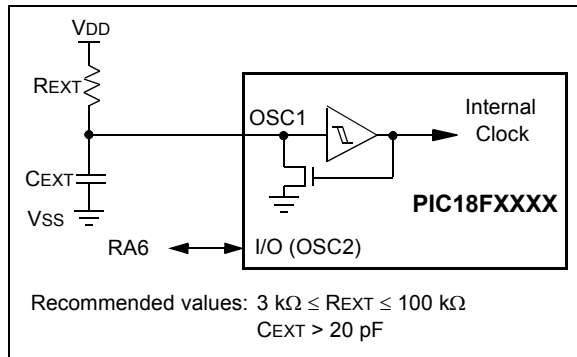 VDD
REXT
OSC1
Internal
Clock
CEXT
PIC18FXXXX
VSS
RA6
I/O (OSC2)
Recommended values: 3 kΩ ≤ REXT ≤ 100 kΩ
CEXT > 20 pF